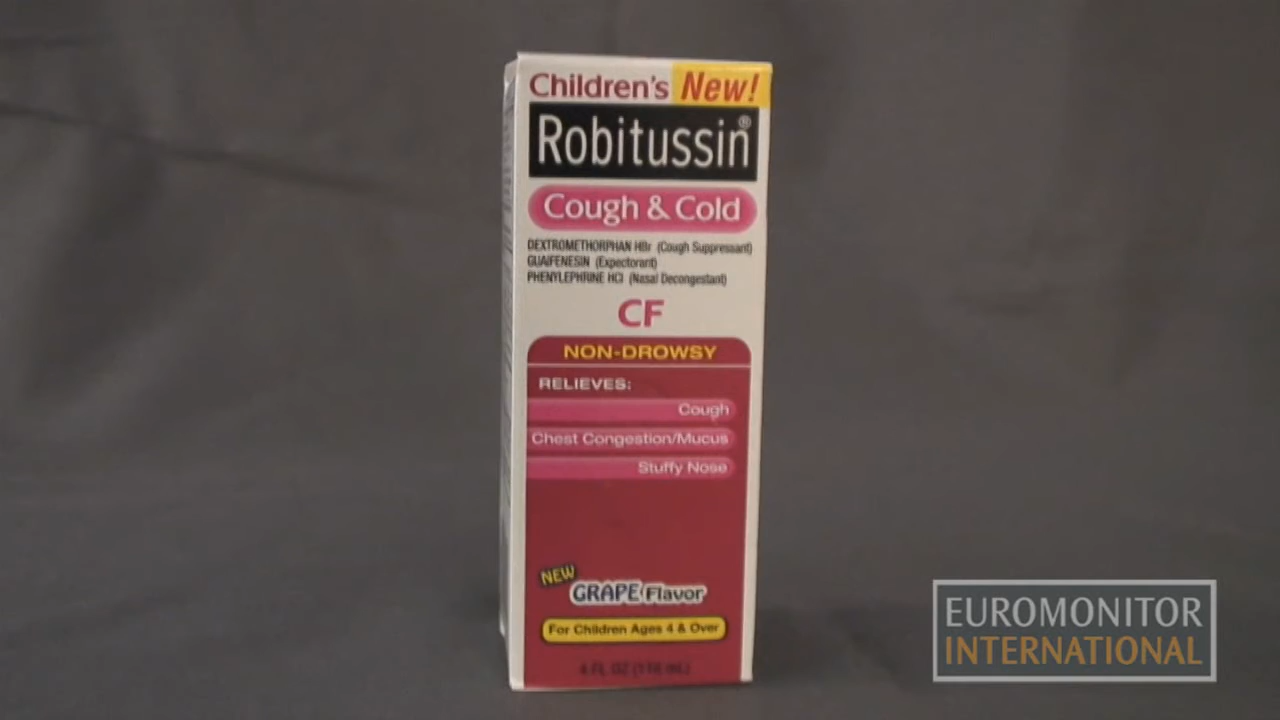 Children's New!
Robitussin®
Cough & Cold
DEXTROMETHORPHAN HBr (Cough Suppressant)
GUAIFENESIN (Expectorant)
PHENYLEPHRINE HCl (Nasal Decongestant)
CF
NON-DROWSY
RELIEVES:
Cough
Chest Congestion/Mucus
Stuffy Nose
NEW
GRAPE Flavor
For Children Ages 4 & Over
4 FL OZ (118 mL)
EUROMONITOR
INTERNATIONAL